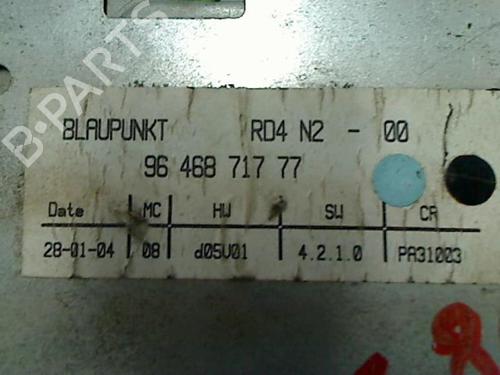 BLAUPUNKT RD4 N2 - 00
96 468 717 77
Date MC HW SW CR
28-01-04 08 d05V01 4.2.1.0 PA31003
B-PARTS